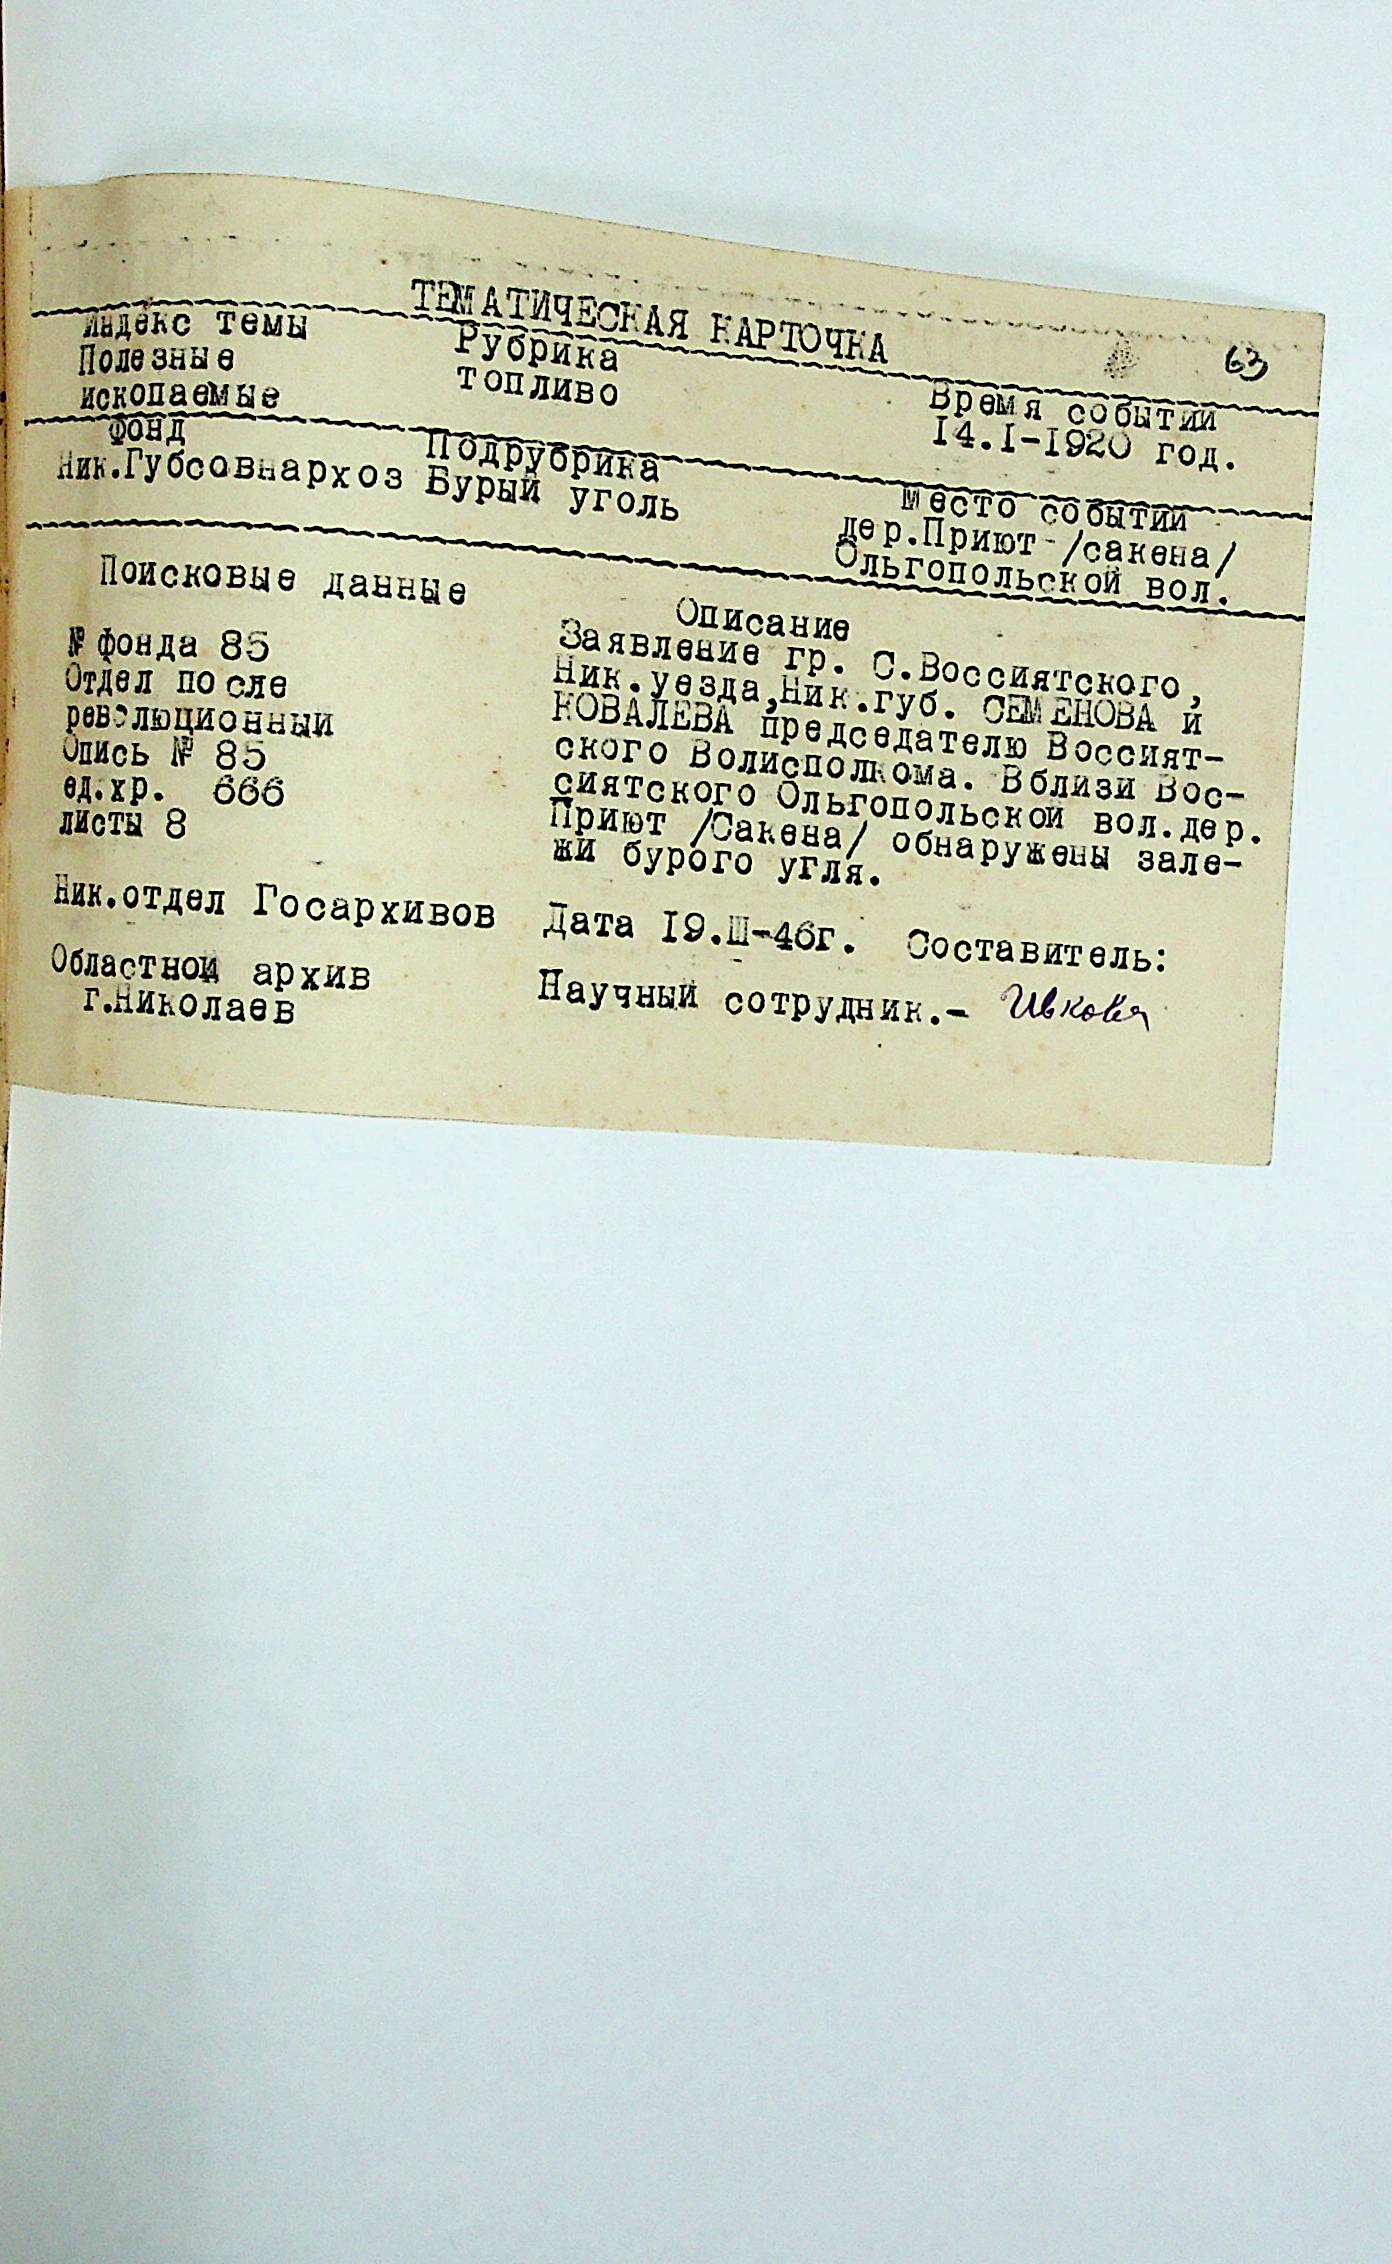 63
ТЕМАТИЧЕСКАЯ КАРТОЧКА
Индекс темы
Полезные
ископаемые
Рубрика
топливо
Время событий
14.I-1920 год.
Фонд
Ник.Губсовнархоз
Подрубрика
Бурый уголь
Место событий
дер.Приют-/сакена/
Ольгопольской вол.
Поисковые данные
№ фонда 85
Отдел после
революционный
Опись № 85
ед.хр. 666
листы 8
Описание
Заявление гр. С.Воссиятского,
Ник.уезда,Ник.губ. СЕМЕНОВА и
КОВАЛЕВА председателю Воссият-
ского Волисполкома. Вблизи Вос-
сиятского Ольгопольской вол.дер.
Приют /Сакена/ обнаружены зале-
жи бурого угля.
Ник.отдел Госархивов
Дата 19.Ш-46г. Составитель:
Областной архив
г.Николаев
Научный сотрудник.- Ивкова